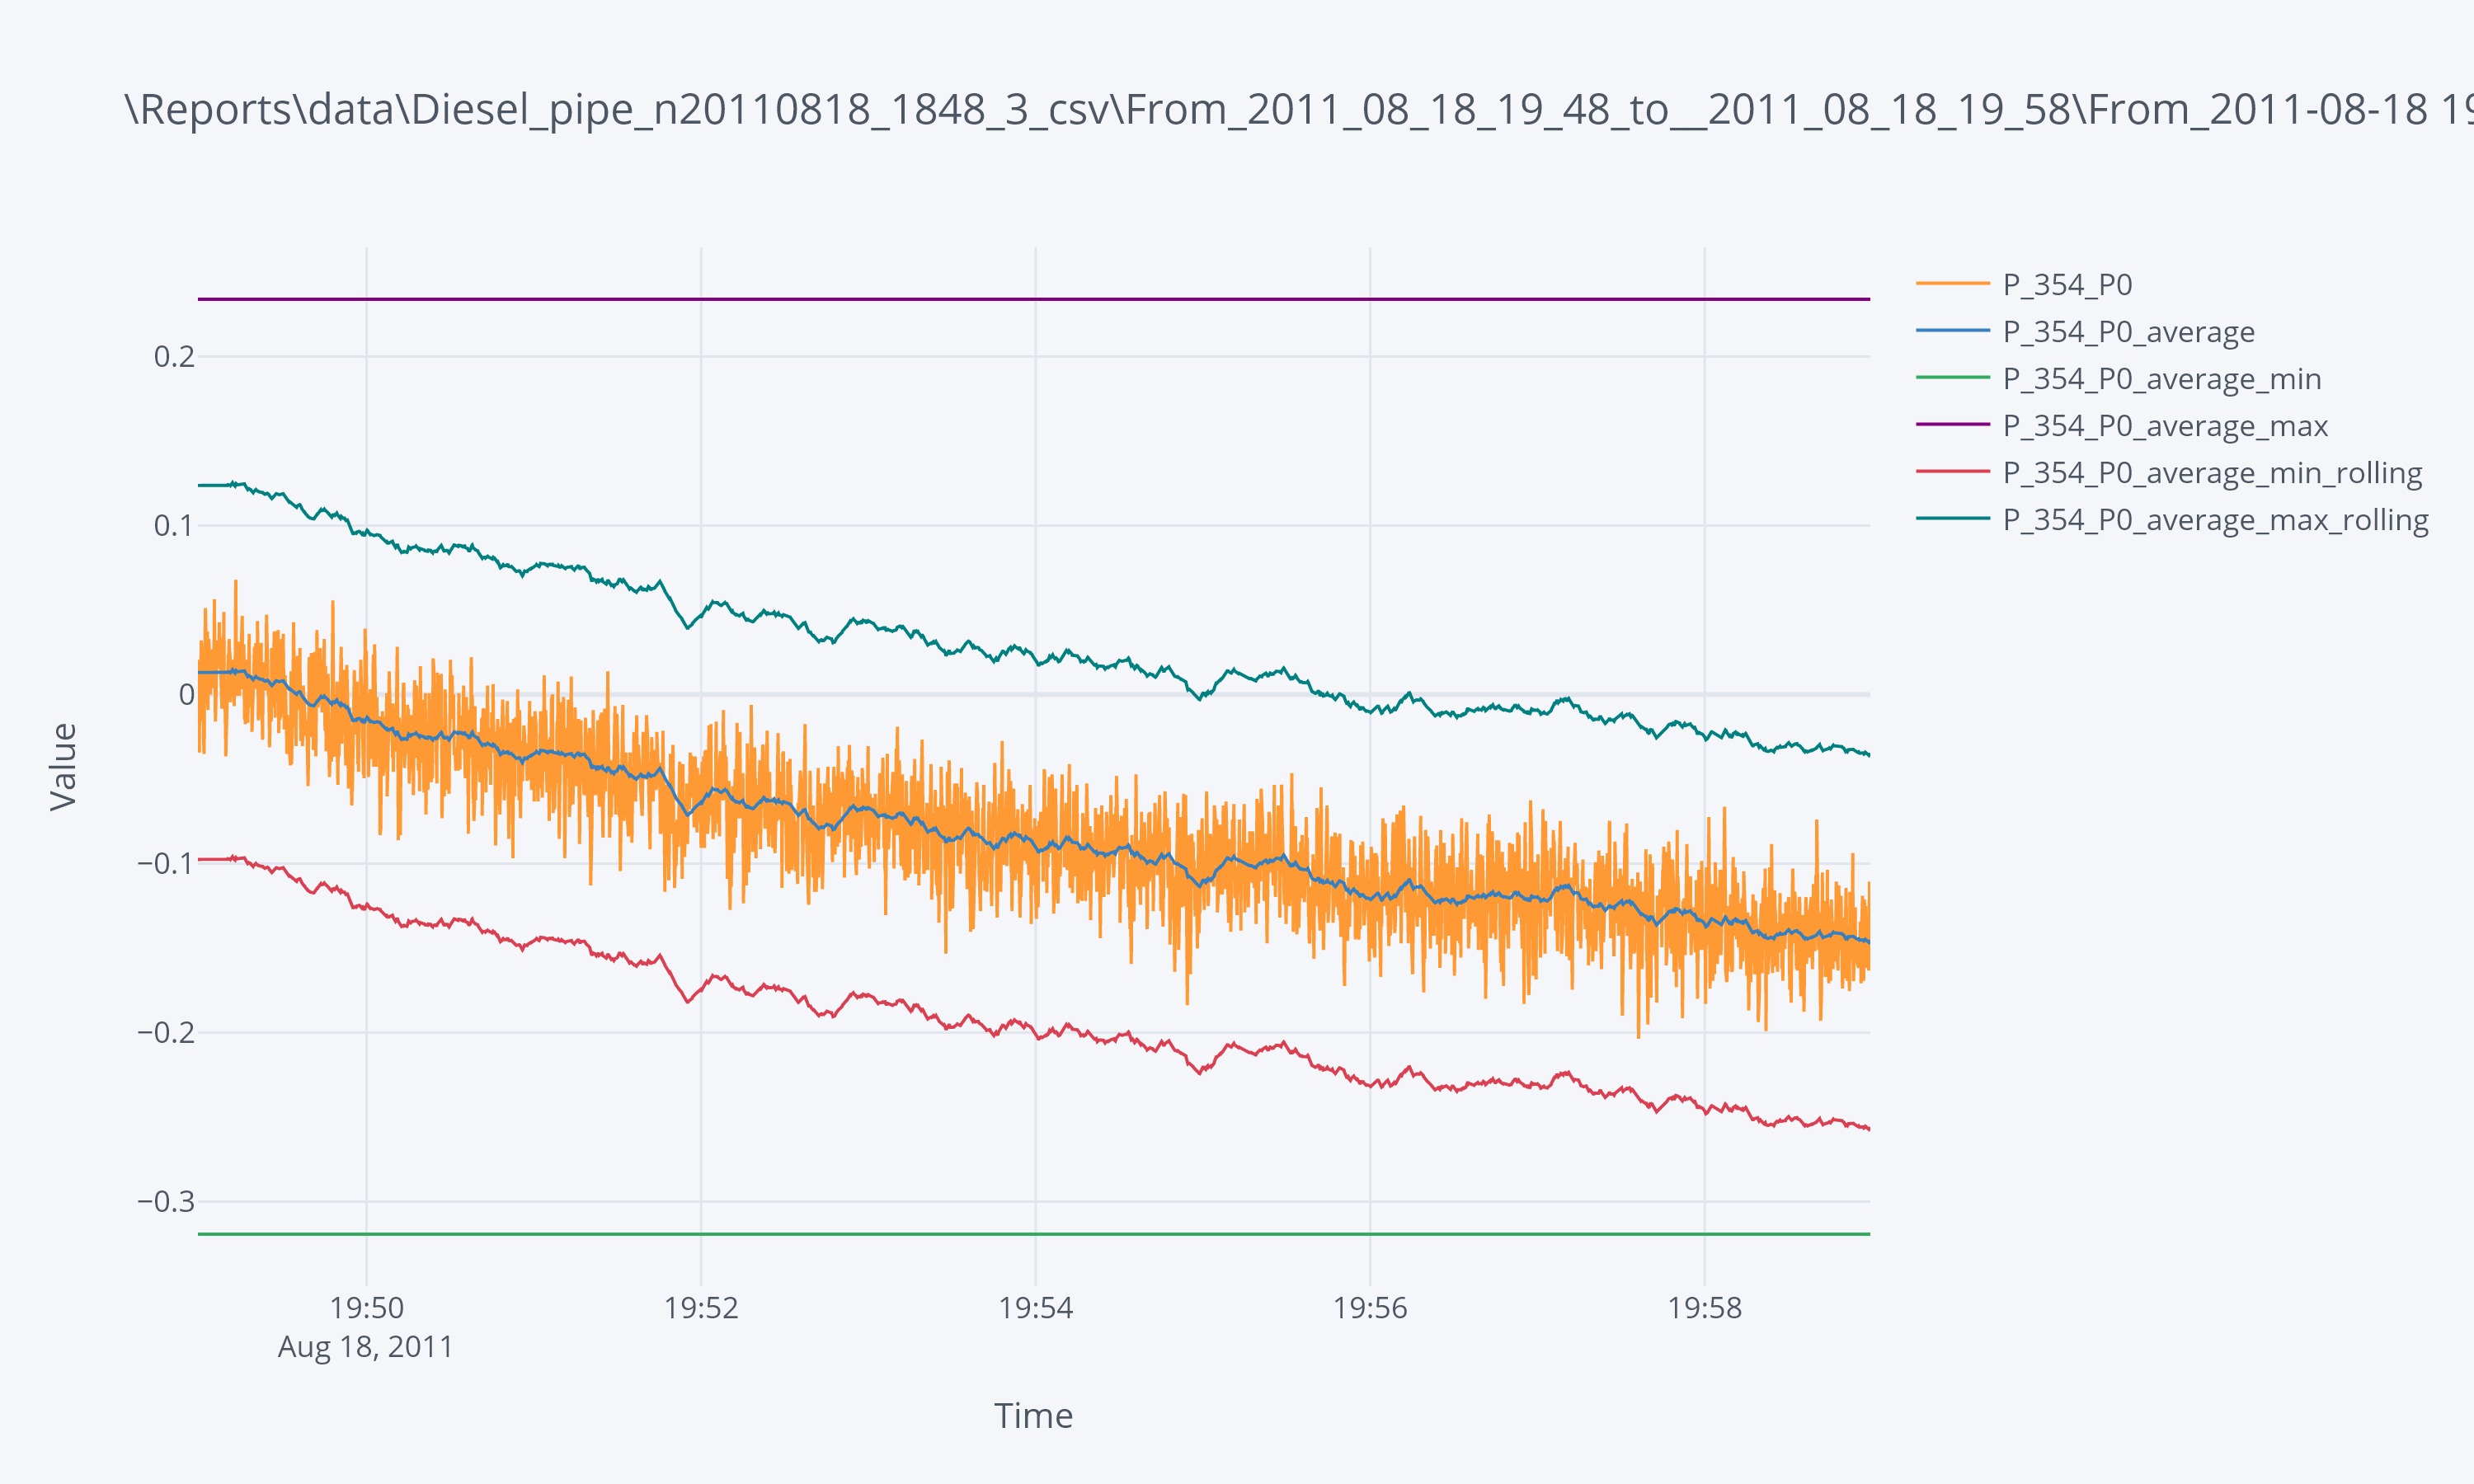 \Reports\data\Diesel_pipe_n20110818_1848_3_csv\From_2011_08_18_19_48_to__2011_08_18_19_58\From_2011-08-18 19
P_354_P0
P_354_P0_average
P_354_P0_average_min
P_354_P0_average_max
P_354_P0_average_min_rolling
P_354_P0_average_max_rolling
Value
0.2
0.1
0
−0.1
−0.2
−0.3
19:50
Aug 18, 2011
19:52
19:54
19:56
19:58
Time